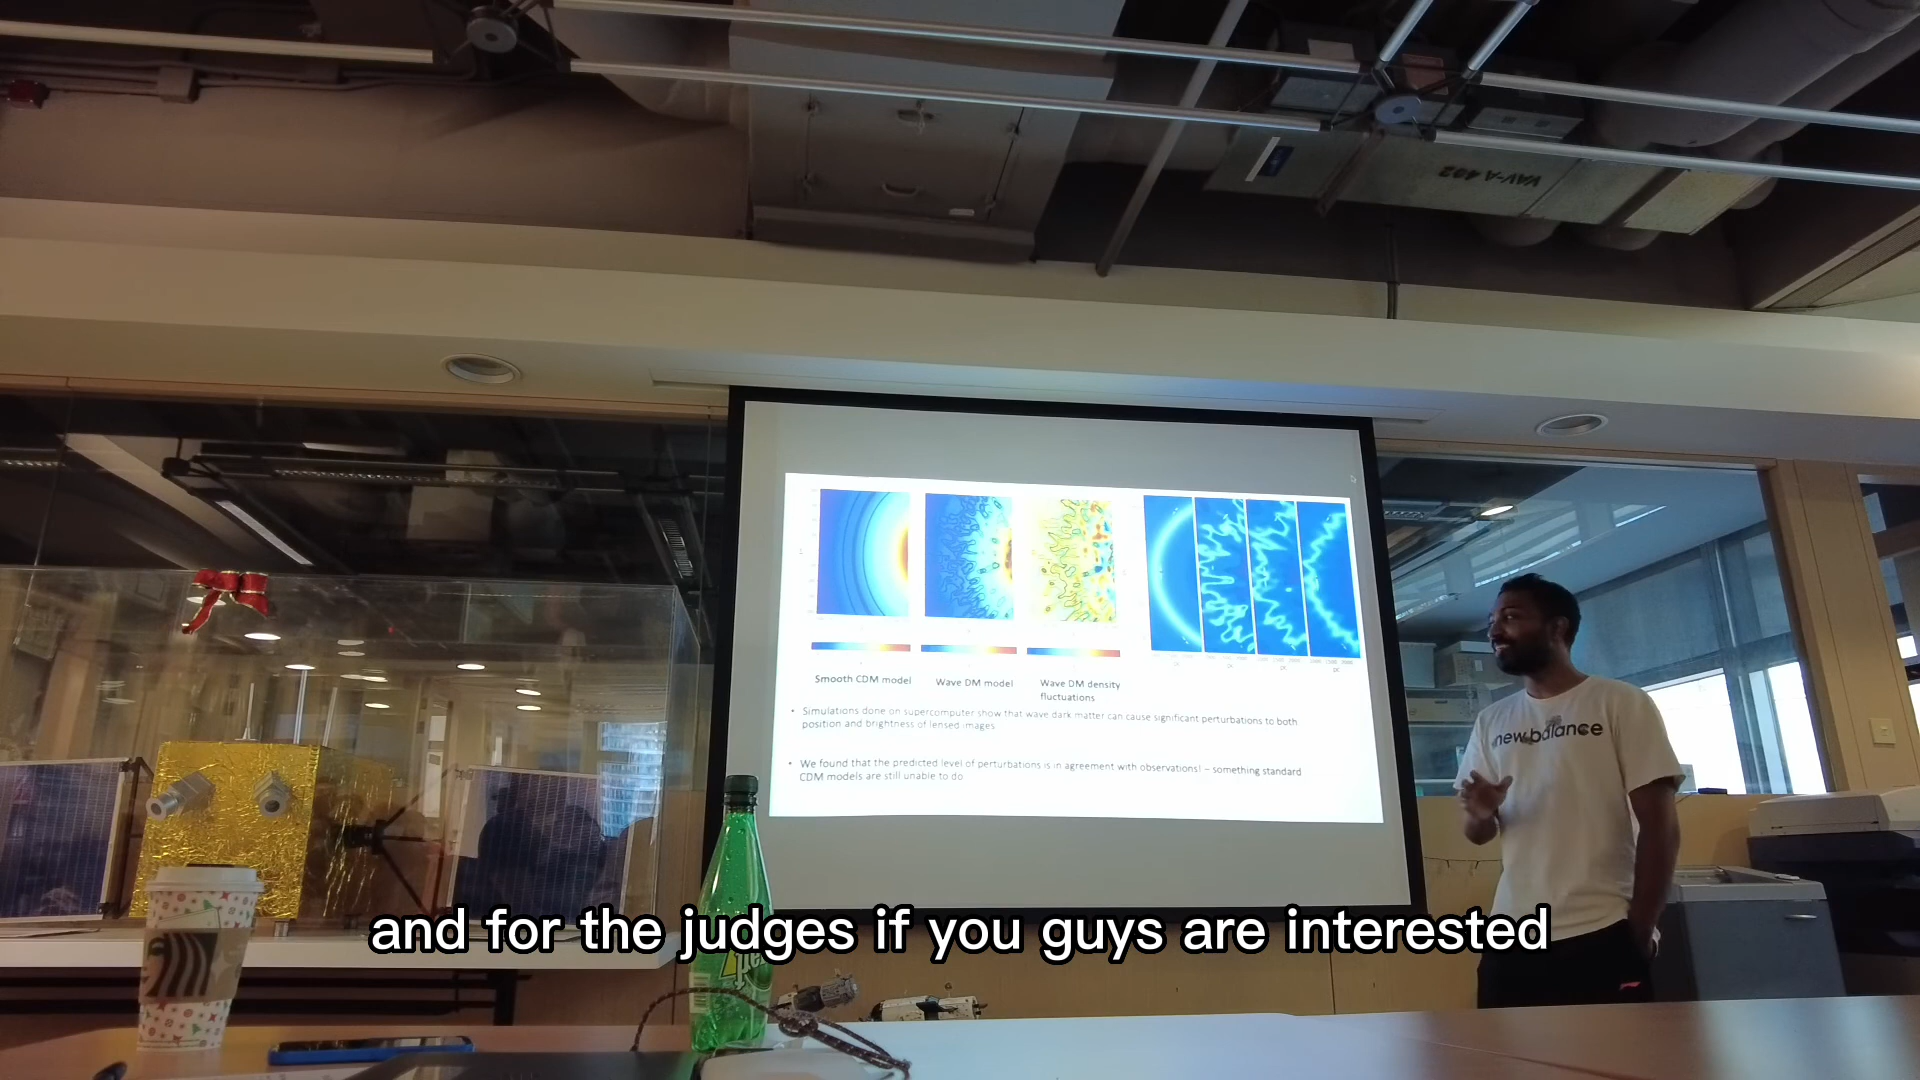 VAV-A 402
Smooth CDM model
Wave DM model
Wave DM density
fluctuations
• Simulations done on supercomputer show that wave dark matter can cause significant perturbations to both
position and brightness of lensed images
• We found that the predicted level of perturbations is in agreement with observations! – something standard
CDM models are still unable to do
new balance
and for the judges if you guys are interested